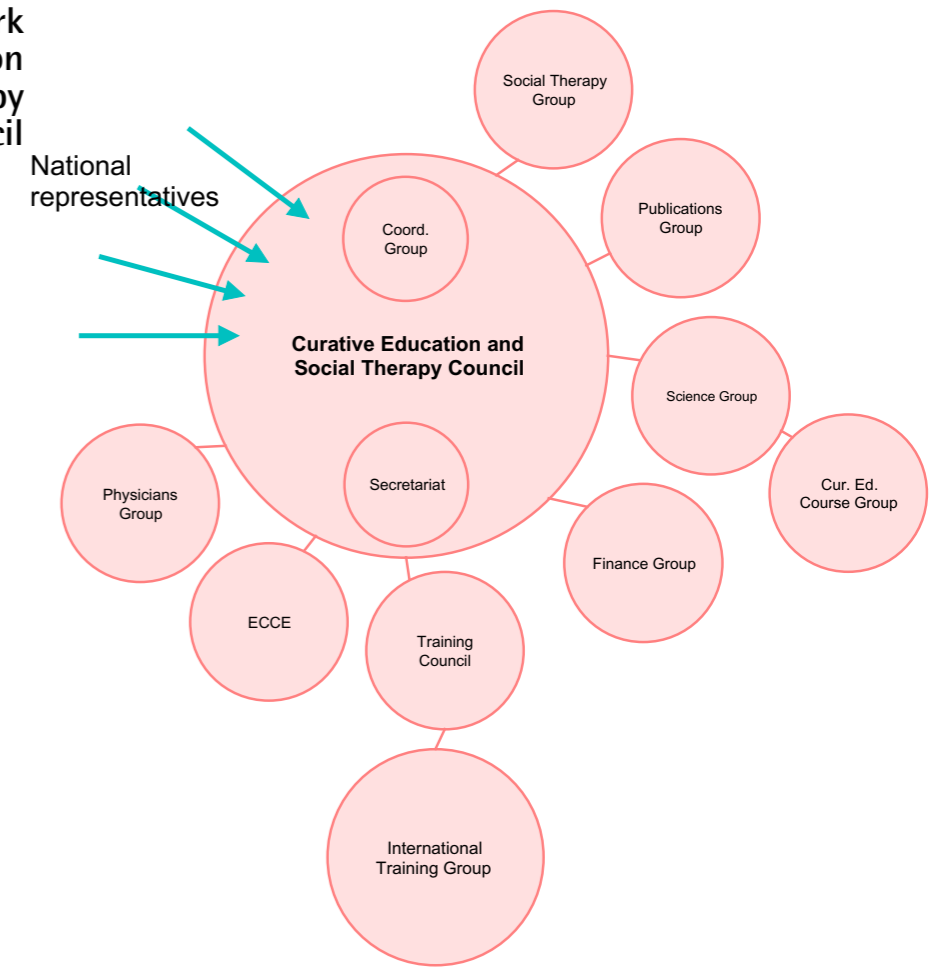 Social Therapy
Group
National
representatives
Publications
Group
Coord.
Group
Curative Education and
Social Therapy Council
Science Group
Physicians
Group
Secretariat
Cur. Ed.
Course Group
Finance Group
ECCE
Training
Council
International
Training Group